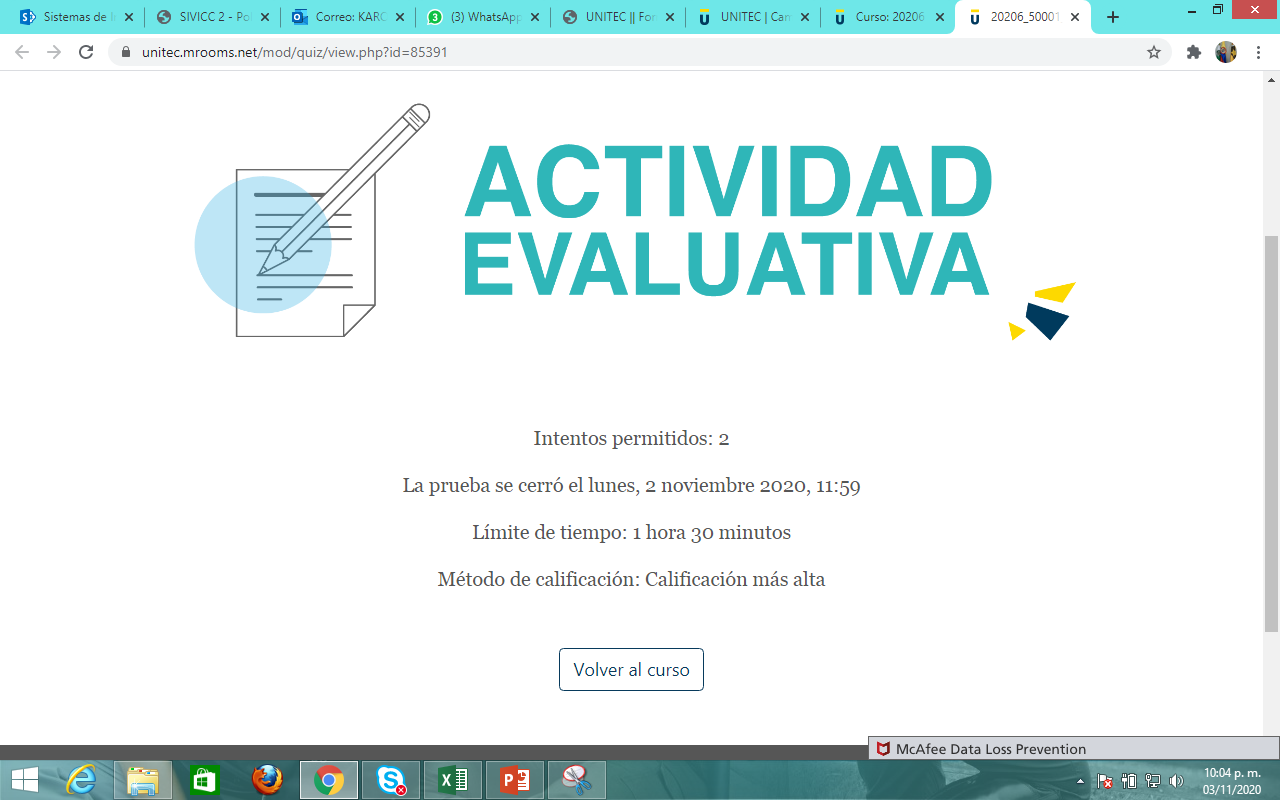 Sistemas de I
SIVICC 2 - Po
Correo: KARC
(3) WhatsApp
UNITEC || For
UNITEC | Can
Curso: 20206
20206_50001
unitec.mrooms.net/mod/quiz/view.php?id=85391
ACTIVIDAD
EVALUATIVA
Intentos permitidos: 2
La prueba se cerró el lunes, 2 noviembre 2020, 11:59
Límite de tiempo: 1 hora 30 minutos
Método de calificación: Calificación más alta
Volver al curso
McAfee Data Loss Prevention
10:04 p. m.
03/11/2020